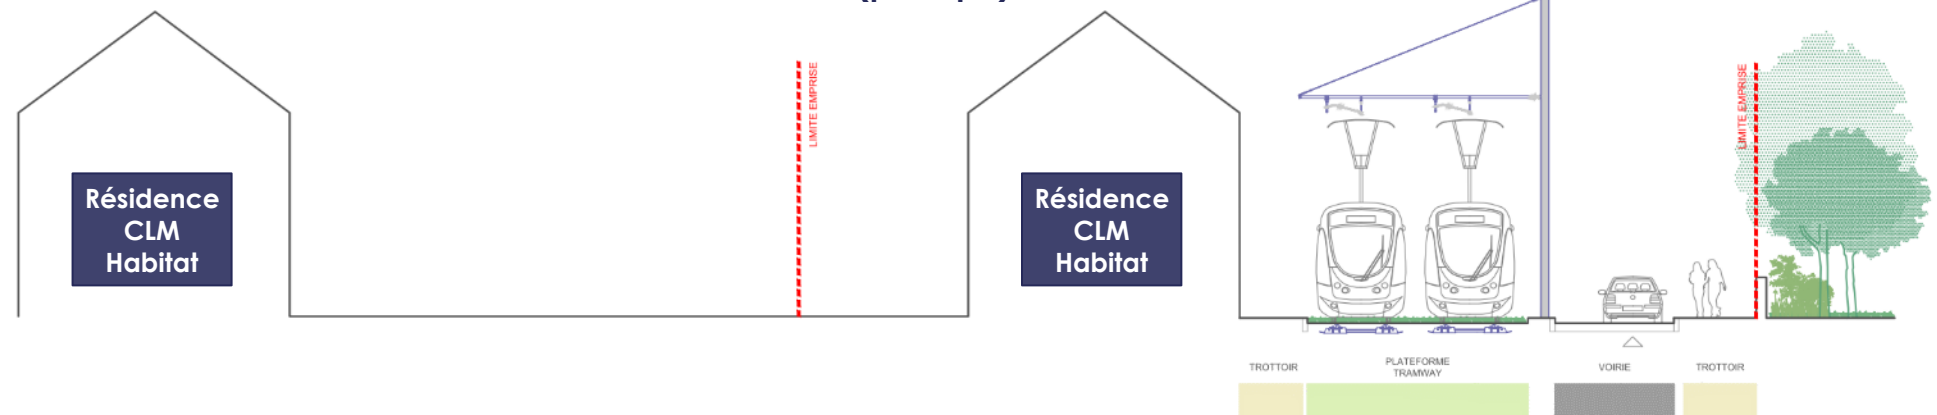 Résidence
CLM
Habitat
LIMITE EMPRISE
Résidence
CLM
Habitat
LIMITE EMPRISE
TROTTOIR
PLATEFORME
TRAMWAY
VOIRIE
TROTTOIR